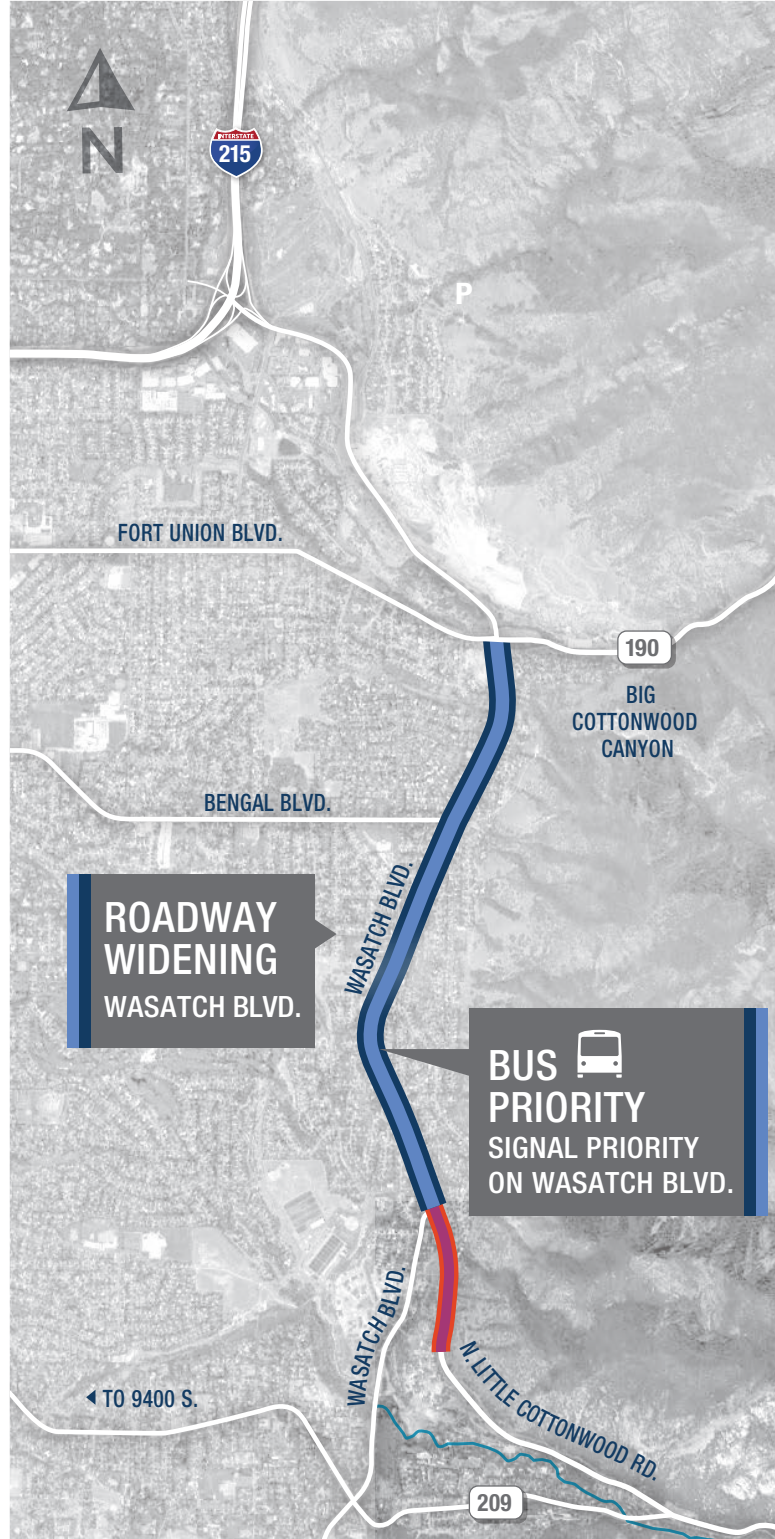 N
INTERSTATE
215
P
FORT UNION BLVD.
190
BIG
COTTONWOOD
CANYON
BENGAL BLVD.
WASATCH BLVD.
ROADWAY
WIDENING
WASATCH BLVD.
BUS
PRIORITY
SIGNAL PRIORITY
ON WASATCH BLVD.
WASATCH BLVD.
N. LITTLE COTTONWOOD RD.
TO 9400 S.
209